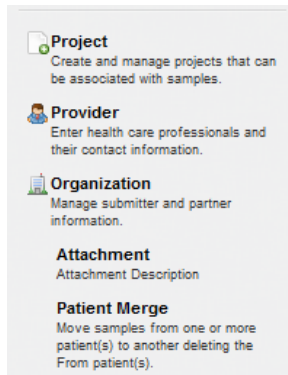 Project
Create and manage projects that can
be associated with samples.
Provider
Enter health care professionals and
their contact information.
Organization
Manage submitter and partner
information.
Attachment
Attachment Description
Patient Merge
Move samples from one or more
patient(s) to another deleting the
From patient(s).